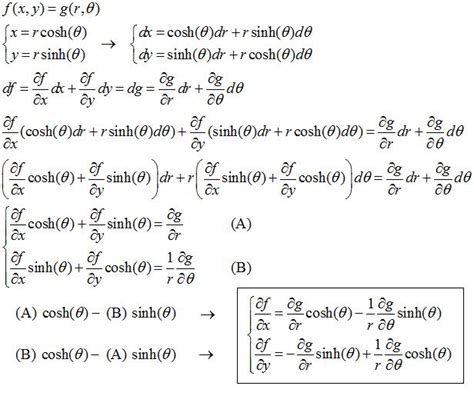 f(x, y) = g(r, θ)
{ x = r cosh(θ) → { dx = cosh(θ)dr + r sinh(θ)dθ
{ y = r sinh(θ) { dy = sinh(θ)dr + r cosh(θ)dθ
df = ∂f/∂x dx + ∂f/∂y dy = dg = ∂g/∂r dr + ∂g/∂θ dθ
∂f/∂x (cosh(θ)dr + r sinh(θ)dθ) + ∂f/∂y (sinh(θ)dr + r cosh(θ)dθ) = ∂g/∂r dr + ∂g/∂θ dθ
(∂f/∂x cosh(θ) + ∂f/∂y sinh(θ)) dr + r (∂f/∂x sinh(θ) + ∂f/∂y cosh(θ)) dθ = ∂g/∂r dr + ∂g/∂θ dθ
{ ∂f/∂x cosh(θ) + ∂f/∂y sinh(θ) = ∂g/∂r (A)
{ ∂f/∂x sinh(θ) + ∂f/∂y cosh(θ) = 1/r ∂g/∂θ (B)
(A) cosh(θ) − (B) sinh(θ) → { ∂f/∂x = ∂g/∂r cosh(θ) − 1/r ∂g/∂θ sinh(θ)
(B) cosh(θ) − (A) sinh(θ) → { ∂f/∂y = −∂g/∂r sinh(θ) + 1/r ∂g/∂θ cosh(θ)